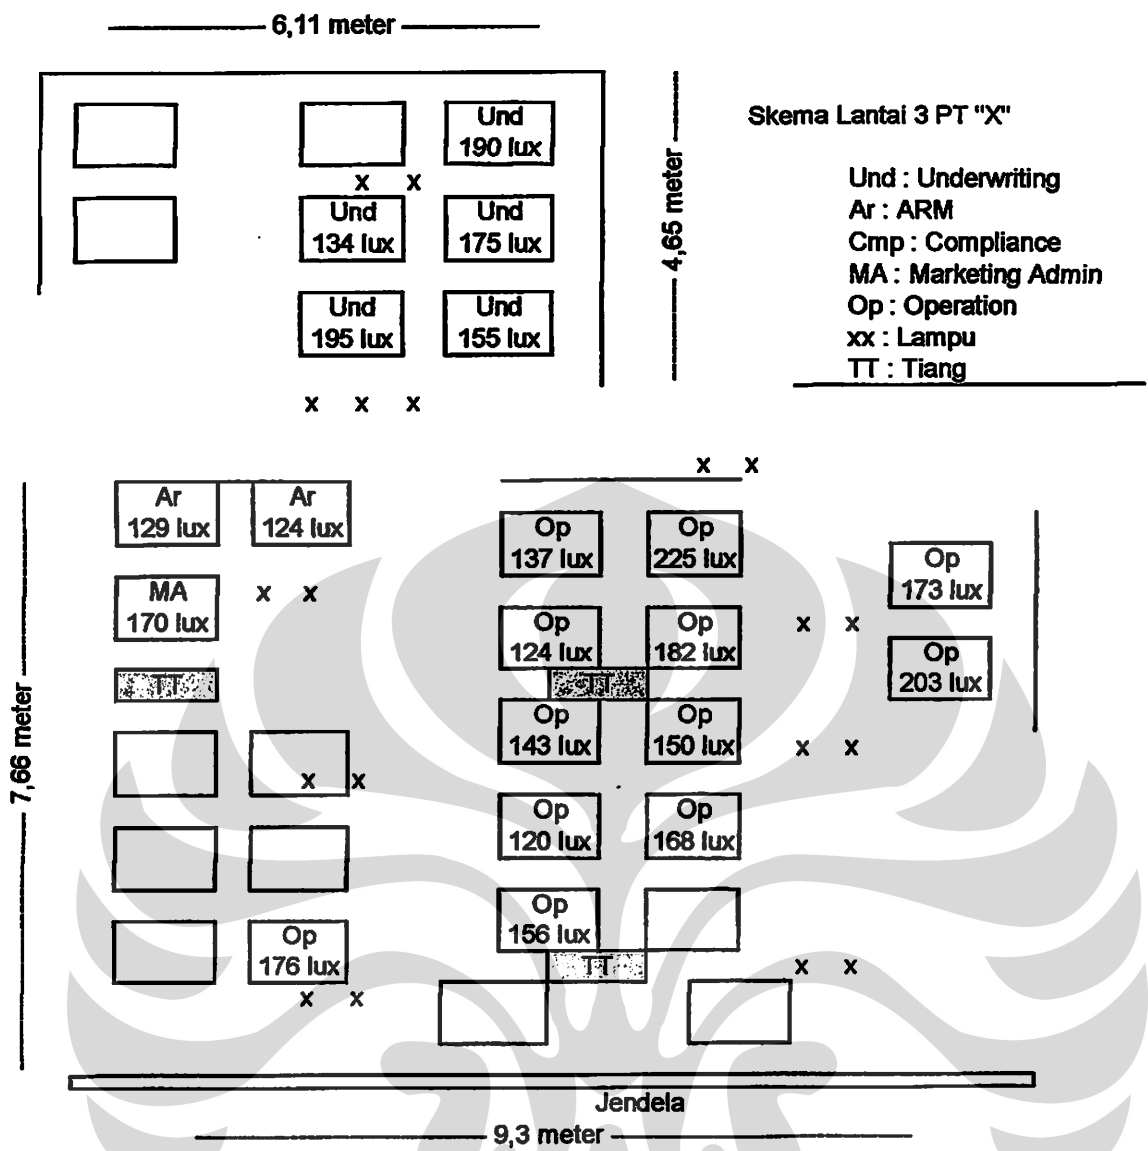 6,11 meter
Skema Lantai 3 PT "X"
Und : Underwriting
Ar : ARM
Cmp : Compliance
MA : Marketing Admin
Op : Operation
xx : Lampu
TT : Tiang
4,65 meter
Und
190 lux
x x
Und
134 lux
Und
175 lux
Und
195 lux
Und
155 lux
x x x
x x
7,66 meter
Ar
129 lux
Ar
124 lux
MA
170 lux
x x
TT
x x
Op
176 lux
x x
Op
137 lux
Op
225 lux
Op
124 lux
Op
182 lux
TT
Op
143 lux
Op
150 lux
Op
120 lux
Op
168 lux
Op
156 lux
TT
Op
173 lux
x x
Op
203 lux
x x
x x
Jendela
9,3 meter